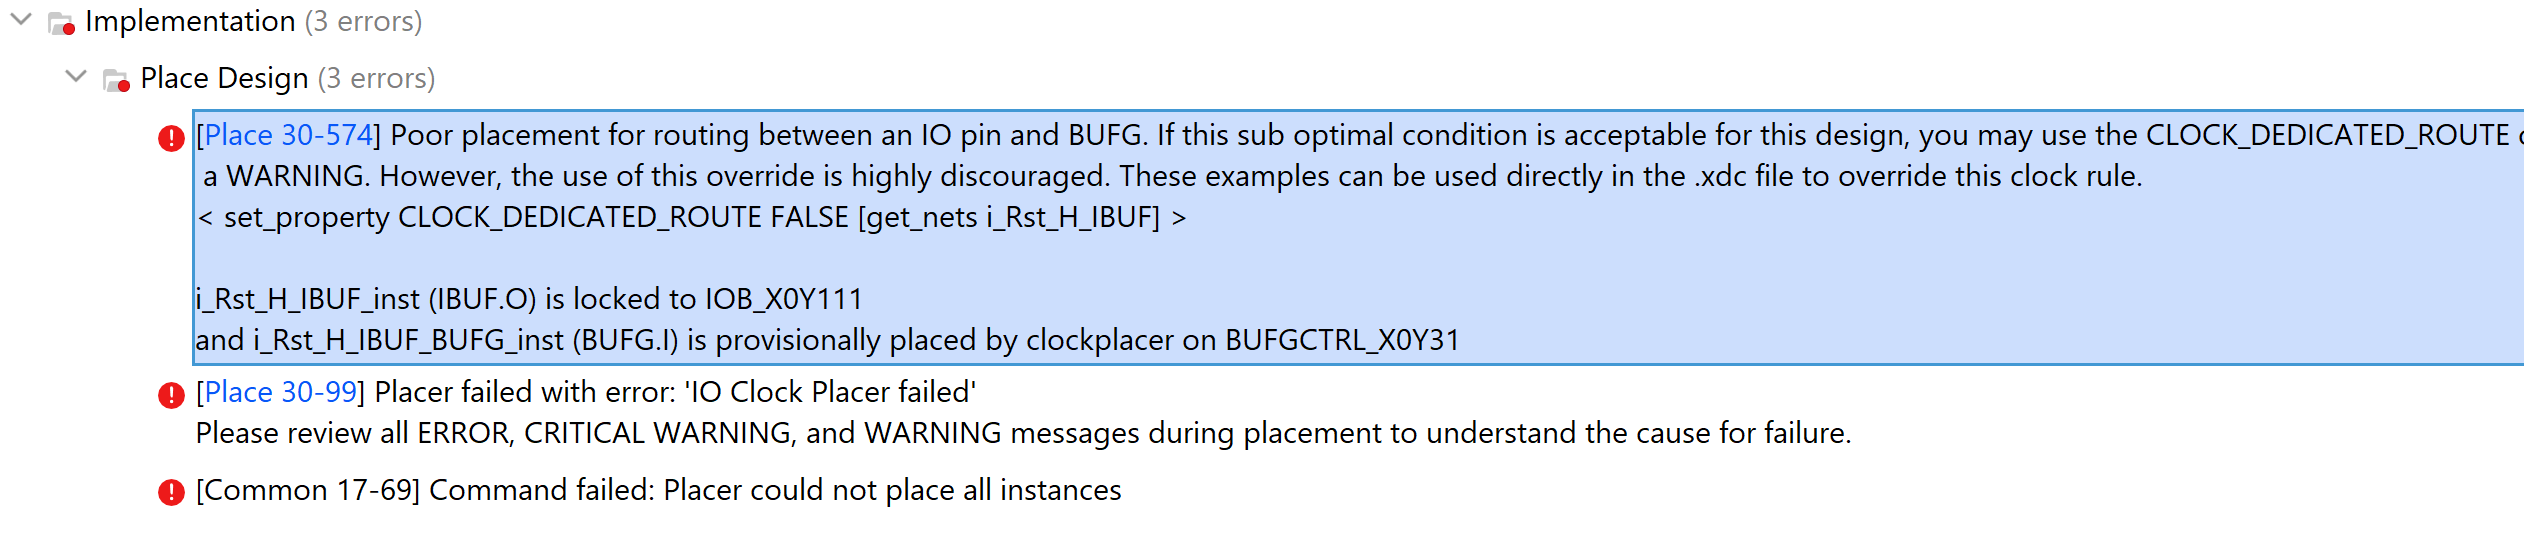 Implementation (3 errors)
Place Design (3 errors)
[Place 30-574] Poor placement for routing between an IO pin and BUFG. If this sub optimal condition is acceptable for this design, you may use the CLOCK_DEDICATED_ROUTE
a WARNING. However, the use of this override is highly discouraged. These examples can be used directly in the .xdc file to override this clock rule.
< set_property CLOCK_DEDICATED_ROUTE FALSE [get_nets i_Rst_H_IBUF] >
i_Rst_H_IBUF_inst (IBUF.O) is locked to IOB_X0Y111
and i_Rst_H_IBUF_BUFG_inst (BUFG.I) is provisionally placed by clockplacer on BUFGCTRL_X0Y31
[Place 30-99] Placer failed with error: 'IO Clock Placer failed'
Please review all ERROR, CRITICAL WARNING, and WARNING messages during placement to understand the cause for failure.
[Common 17-69] Command failed: Placer could not place all instances